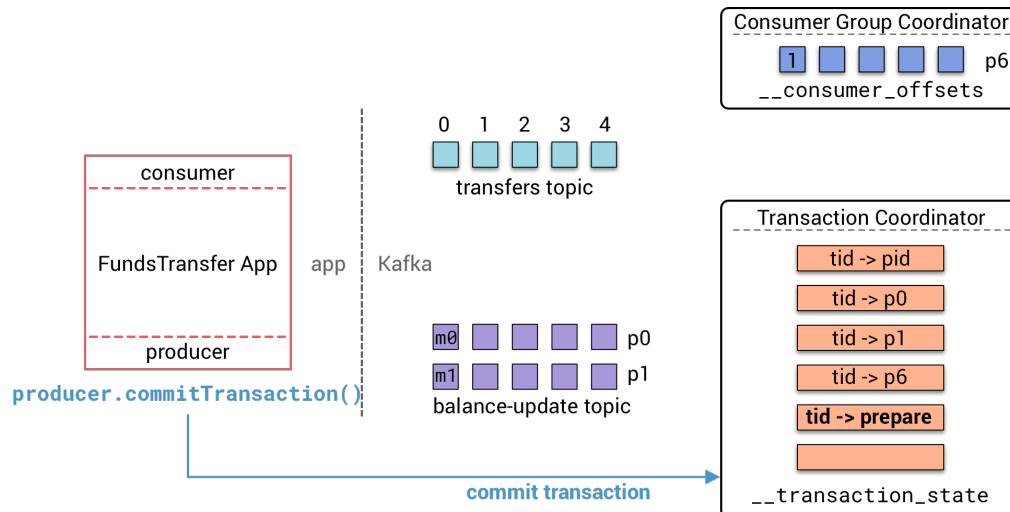 Consumer Group Coordinator
1
p6
__consumer_offsets
0 1 2 3 4
transfers topic
consumer
FundsTransfer App
producer
app
Kafka
m0
p0
m1
p1
balance-update topic
producer.commitTransaction()
commit transaction
Transaction Coordinator
tid -> pid
tid -> p0
tid -> p1
tid -> p6
tid -> prepare
__transaction_state